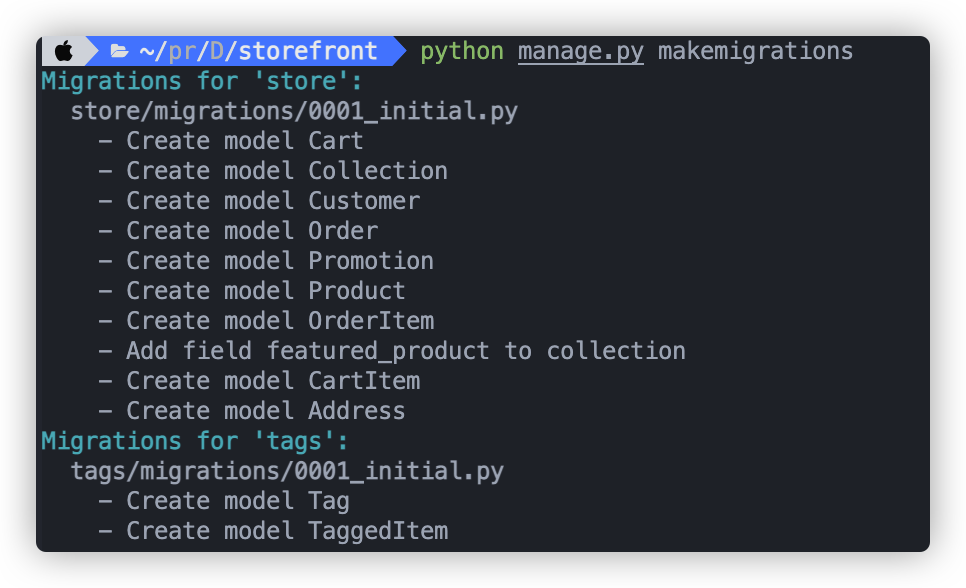 ~/pr/D/storefront python manage.py makemigrations
Migrations for 'store':
store/migrations/0001_initial.py
– Create model Cart
– Create model Collection
– Create model Customer
– Create model Order
– Create model Promotion
– Create model Product
– Create model OrderItem
– Add field featured_product to collection
– Create model CartItem
– Create model Address
Migrations for 'tags':
tags/migrations/0001_initial.py
– Create model Tag
– Create model TaggedItem